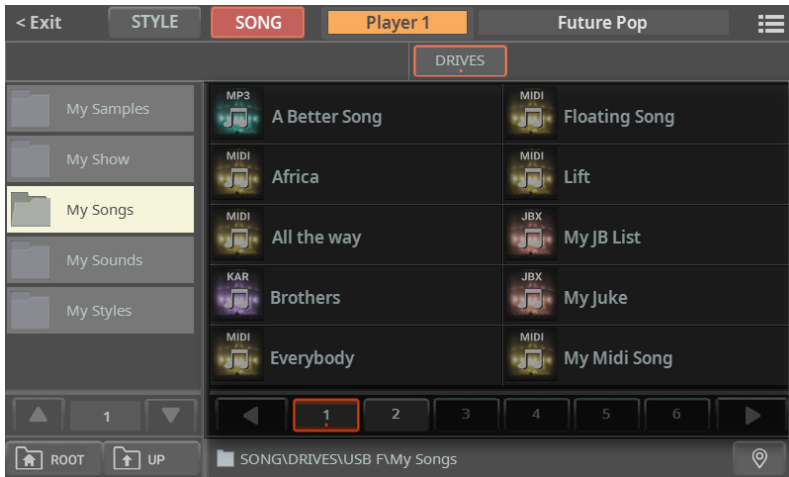 < Exit STYLE SONG Player 1 Future Pop
DRIVES
My Samples
My Show
My Songs
My Sounds
My Styles
MP3 A Better Song
MIDI Floating Song
MIDI Africa
MIDI Lift
MIDI All the way
JBX My JB List
KAR Brothers
JBX My Juke
MIDI Everybody
MIDI My Midi Song
1
1 2 3 4 5 6
ROOT UP
SONG\DRIVES\USB F\My Songs